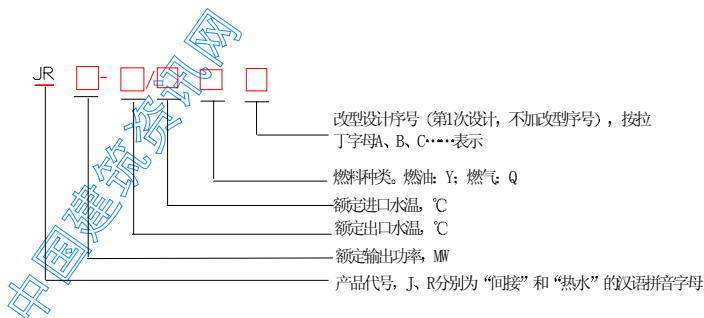 JR □-□/□ □ □
改型设计序号（第1次设计，不加改型序号），按拉
丁字母A、B、C……表示
燃料种类。燃油：Y；燃气：Q
额定进口水温，℃
额定出口水温，℃
额定输出功率，MW
产品代号，J、R分别为“间接”和“热水”的汉语拼音字母
中国建筑资讯网